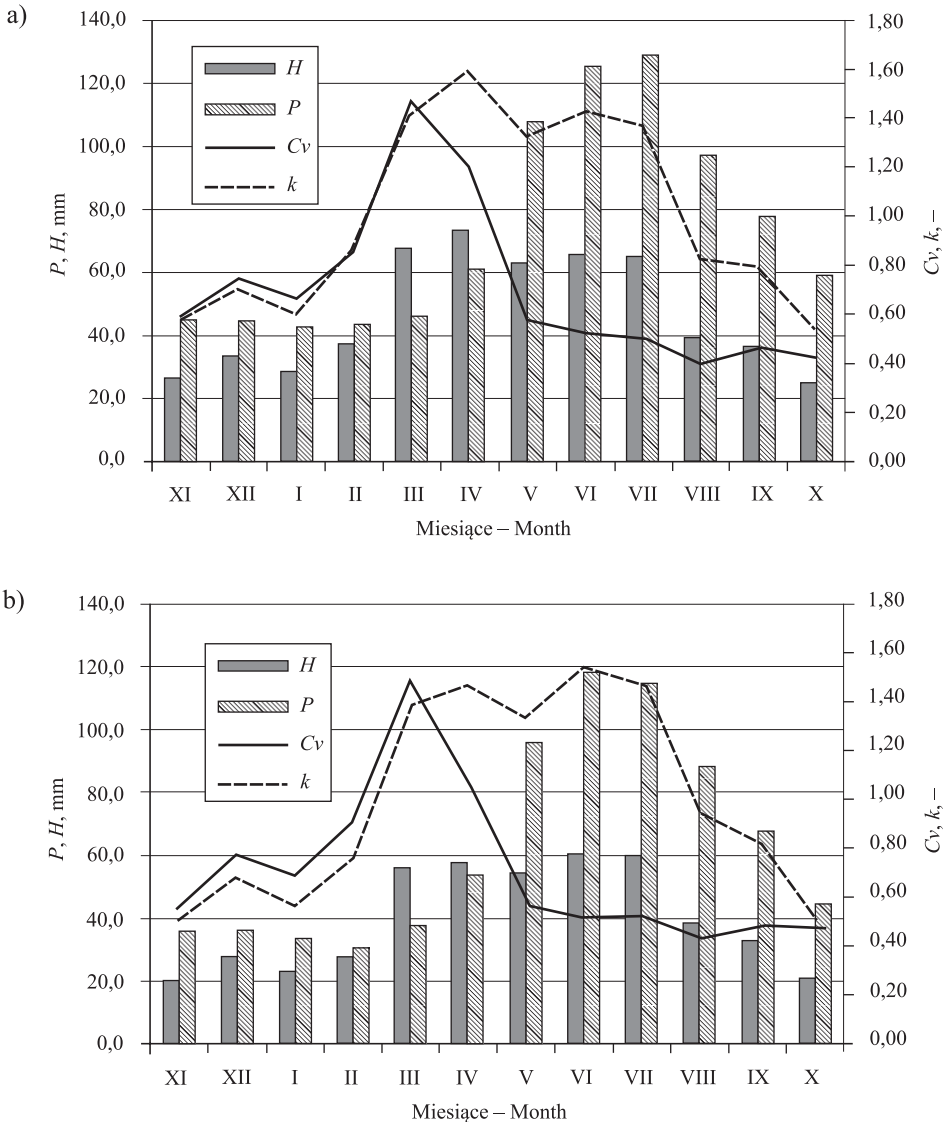 a)
140,0
120,0
100,0
80,0
60,0
40,0
20,0
0,0
P, H, mm
H
P
Cv
k
1,80
1,60
1,40
1,20
1,00
0,80
0,60
0,40
0,20
0,00
Cv, k, –
XI XII I II III IV V VI VII VIII IX X
Miesiące – Month
b)
140,0
120,0
100,0
80,0
60,0
40,0
20,0
0,0
P, H, mm
H
P
Cv
k
1,80
1,60
1,40
1,20
1,00
0,80
0,60
0,40
0,20
0,00
Cv, k, –
XI XII I II III IV V VI VII VIII IX X
Miesiące – Month